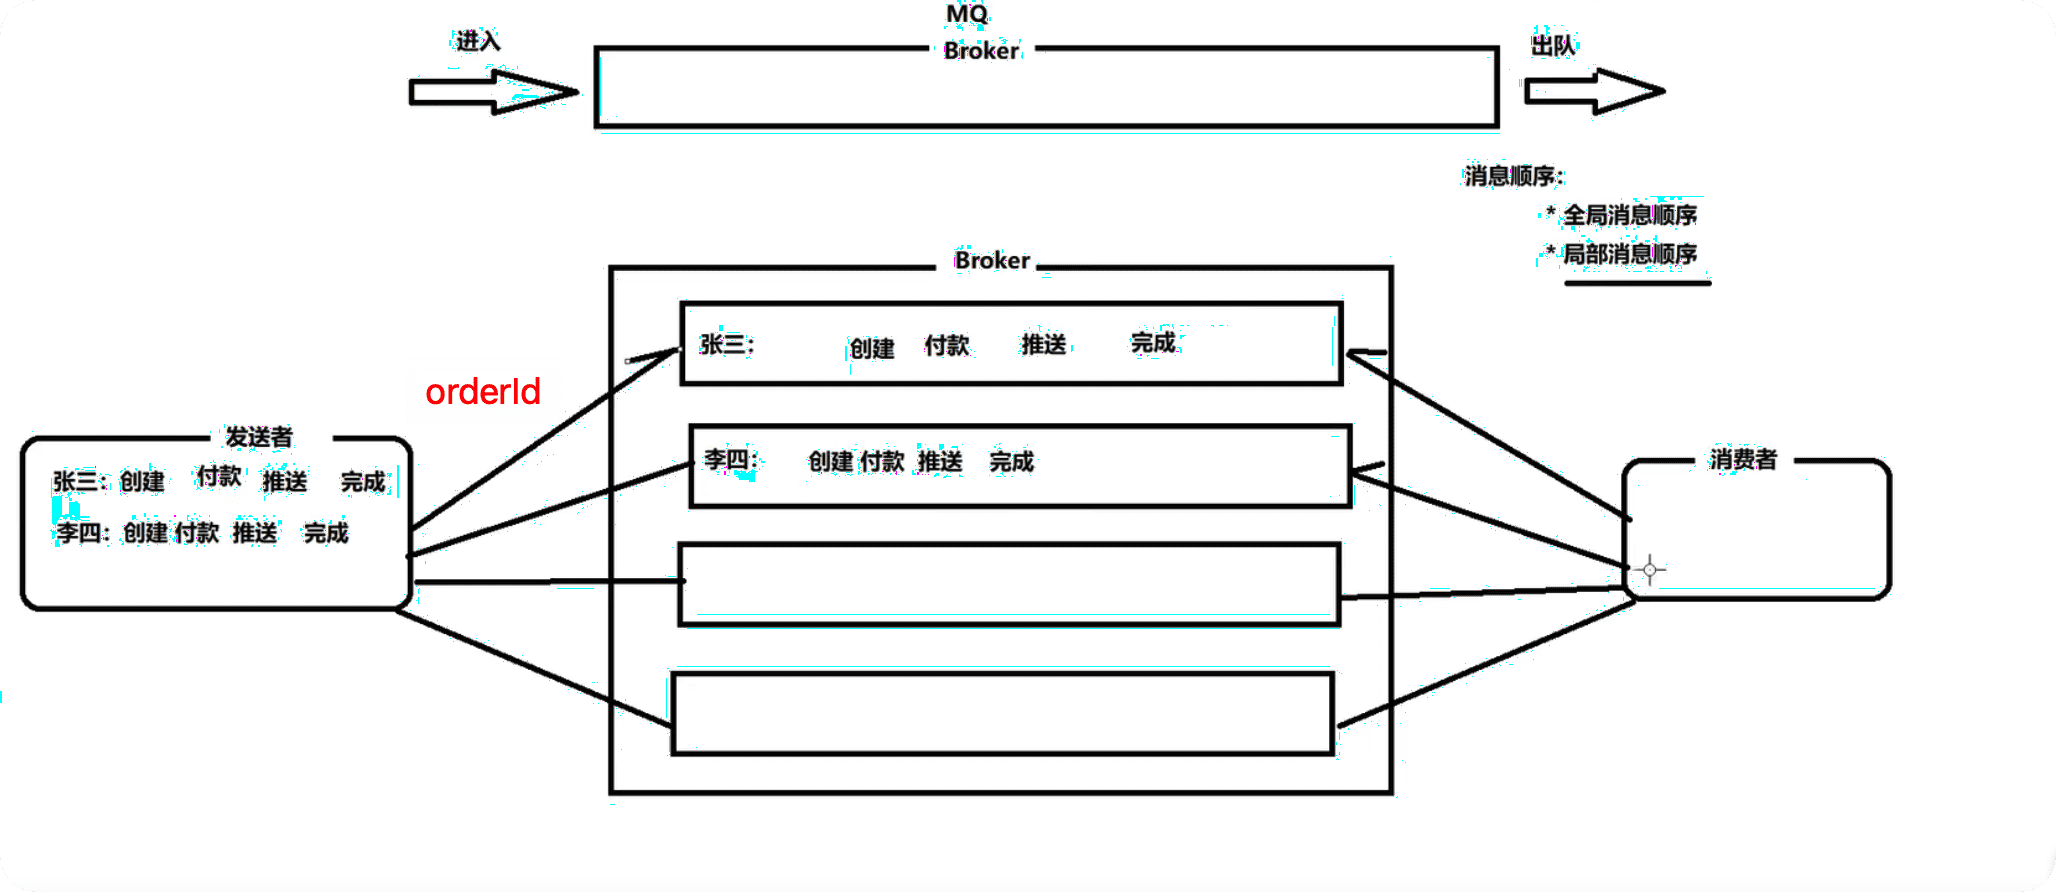 MQ
进入
Broker
出队
消息顺序：
* 全局消息顺序
* 局部消息顺序
Broker
张三： 创建 付款 推送 完成
orderId
发送者
张三：创建 付款 推送 完成
李四：创建 付款 推送 完成
李四： 创建 付款 推送 完成
消费者